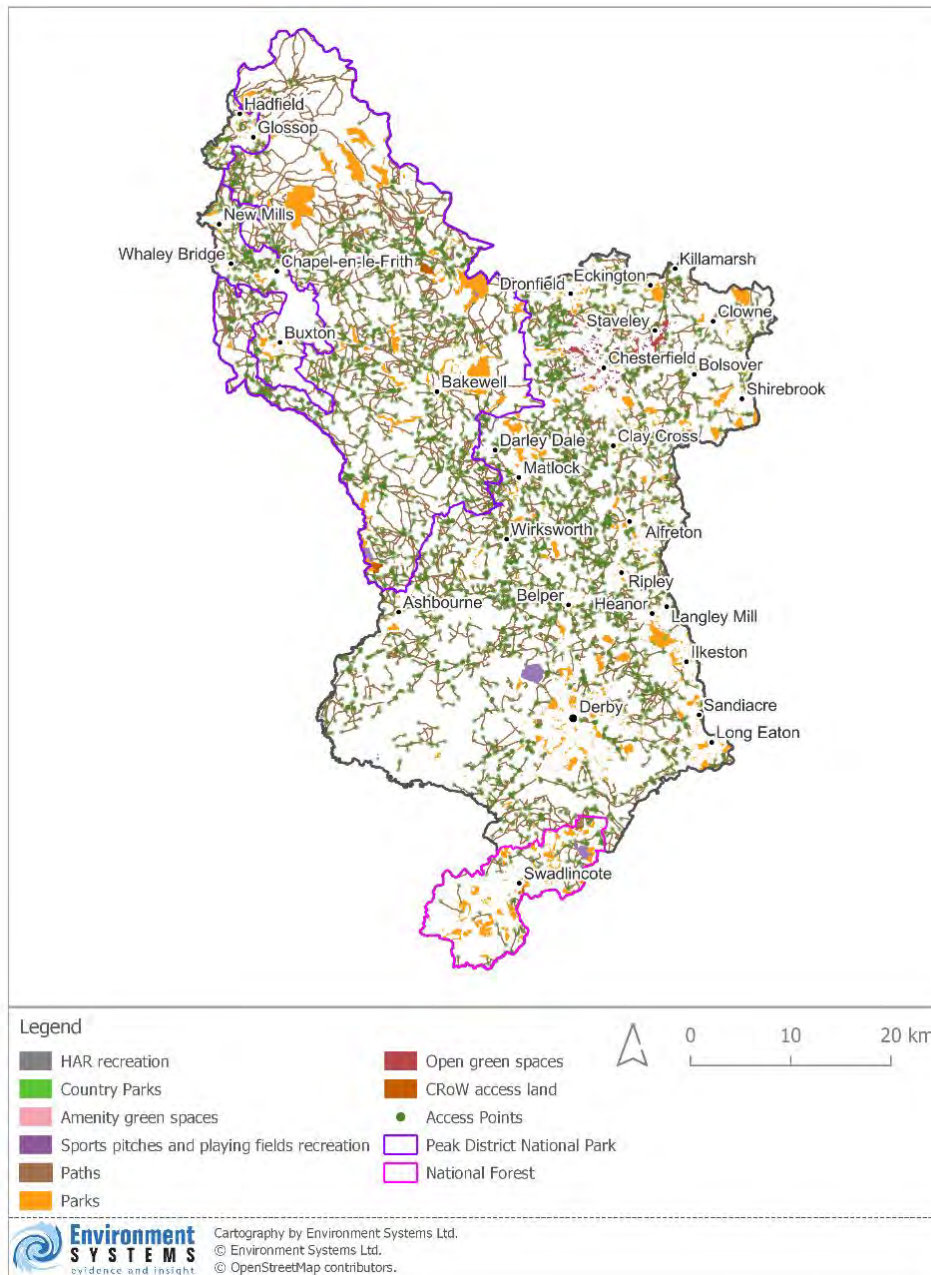 Hadfield
Glossop
New Mills
Whaley Bridge
Chapel-en-le-Frith
Killamarsh
Dronfield
Eckington
Clowne
Staveley
Buxton
Chesterfield
Bolsover
Bakewell
Shirebrook
Darley Dale
Clay Cross
Matlock
Wirksworth
Alfreton
Ripley
Belper
Heanor
Ashbourne
Langley Mill
Ilkeston
Derby
Sandiacre
Long Eaton
Swadlincote
Legend
0 10 20 km
HAR recreation
Country Parks
Amenity green spaces
Sports pitches and playing fields recreation
Paths
Parks
Open green spaces
CRoW access land
Access Points
Peak District National Park
National Forest
Environment
SYSTEMS
evidence and insight
Cartography by Environment Systems Ltd.
© Environment Systems Ltd.
© OpenStreetMap contributors.